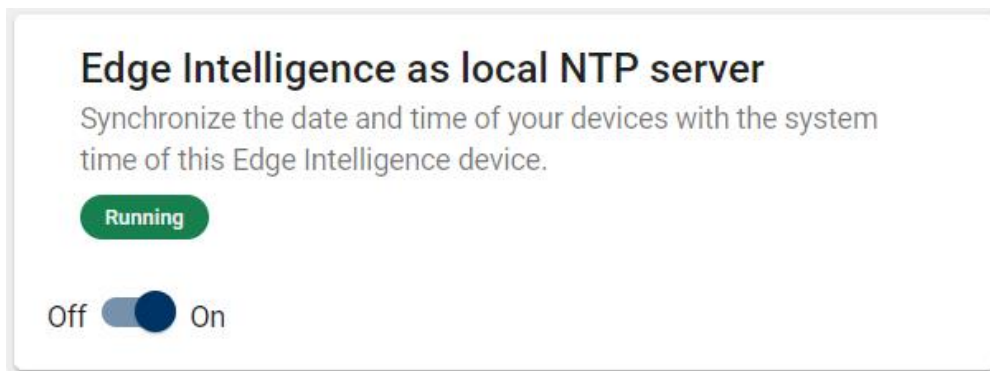 Edge Intelligence as local NTP server
Synchronize the date and time of your devices with the system
time of this Edge Intelligence device.
Running
Off On